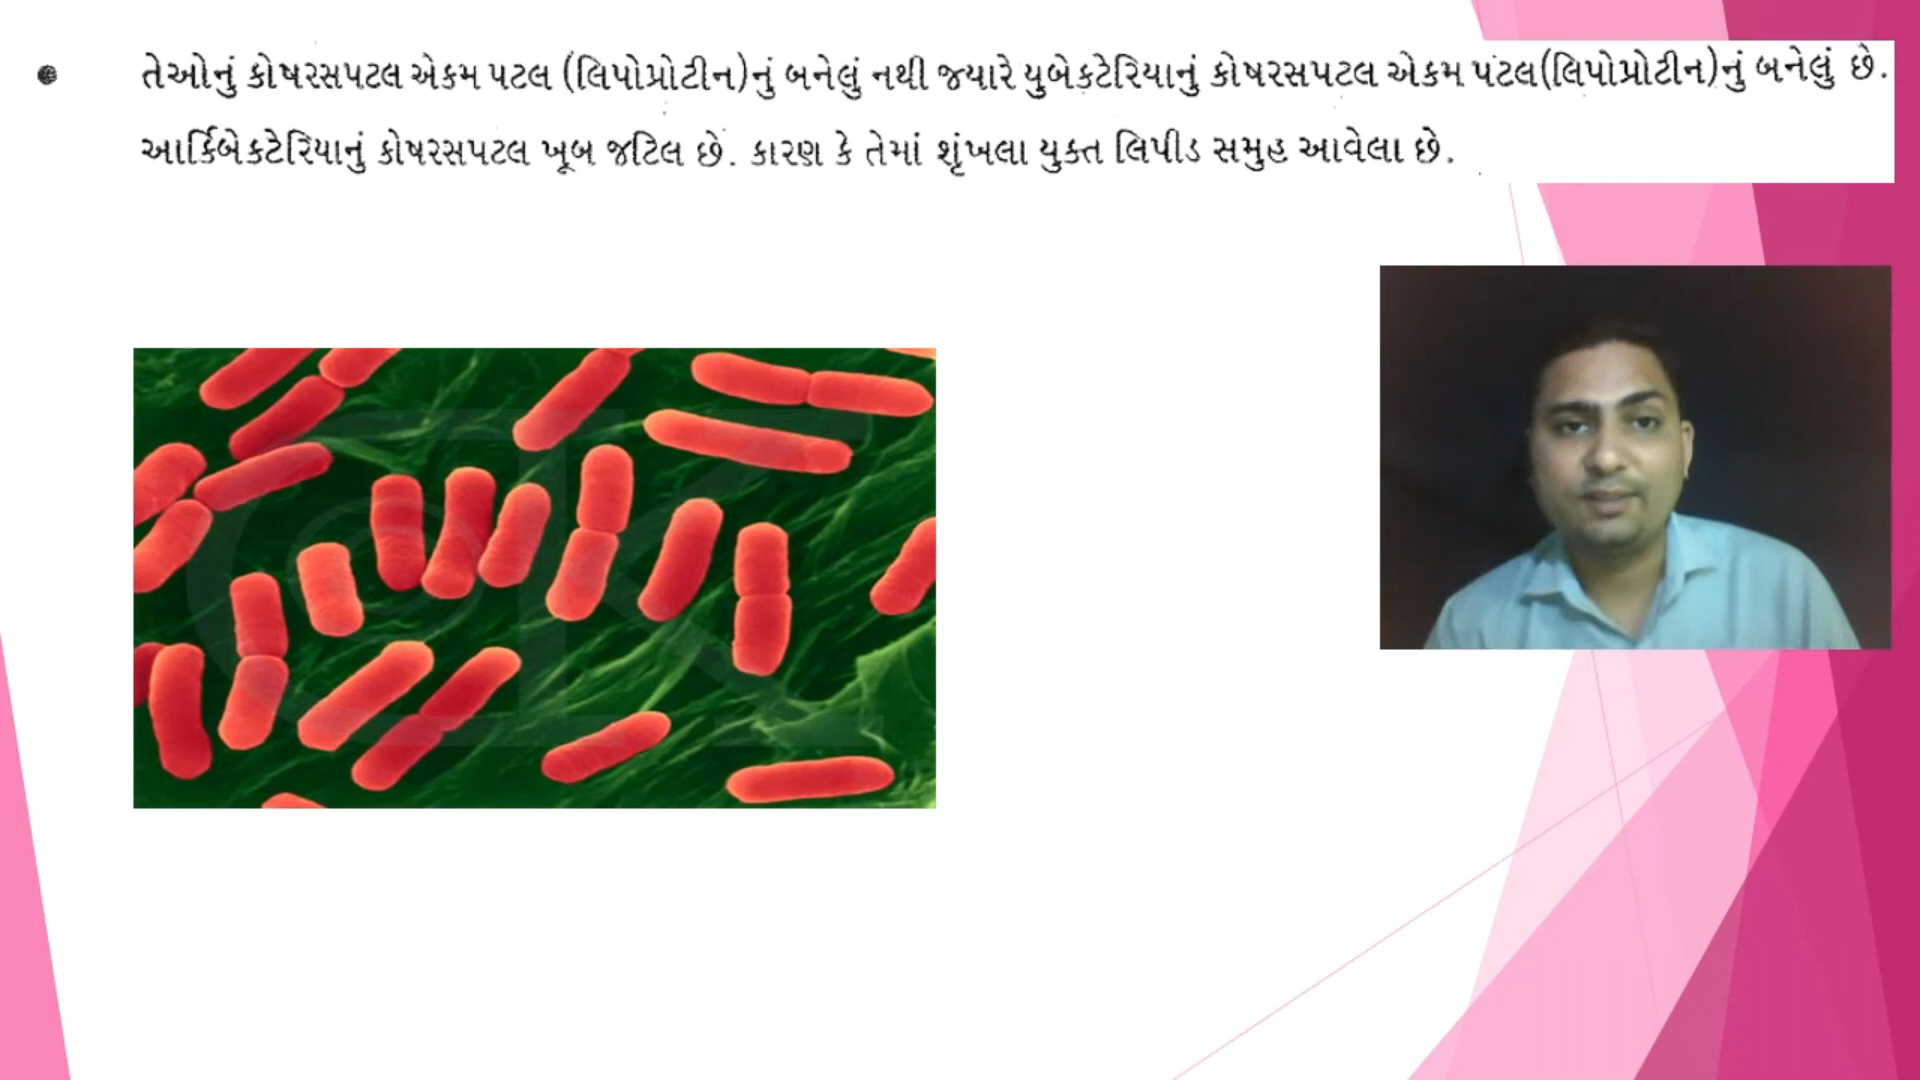 તેઓનું કોષરસપટલ એકમ પટલ (લિપોપ્રોટીન)નું બનેલું નથી જ્યારે યુબેકટેરિયાનું કોષરસપટલ એકમ પટલ(લિપોપ્રોટીન)નું બનેલું છે.
આર્કિબેકટેરિયાનું કોષરસપટલ ખૂબ જટિલ છે. કારણ કે તેમાં શૃંખલા યુક્ત લિપીડ સમુહ આવેલા છે.